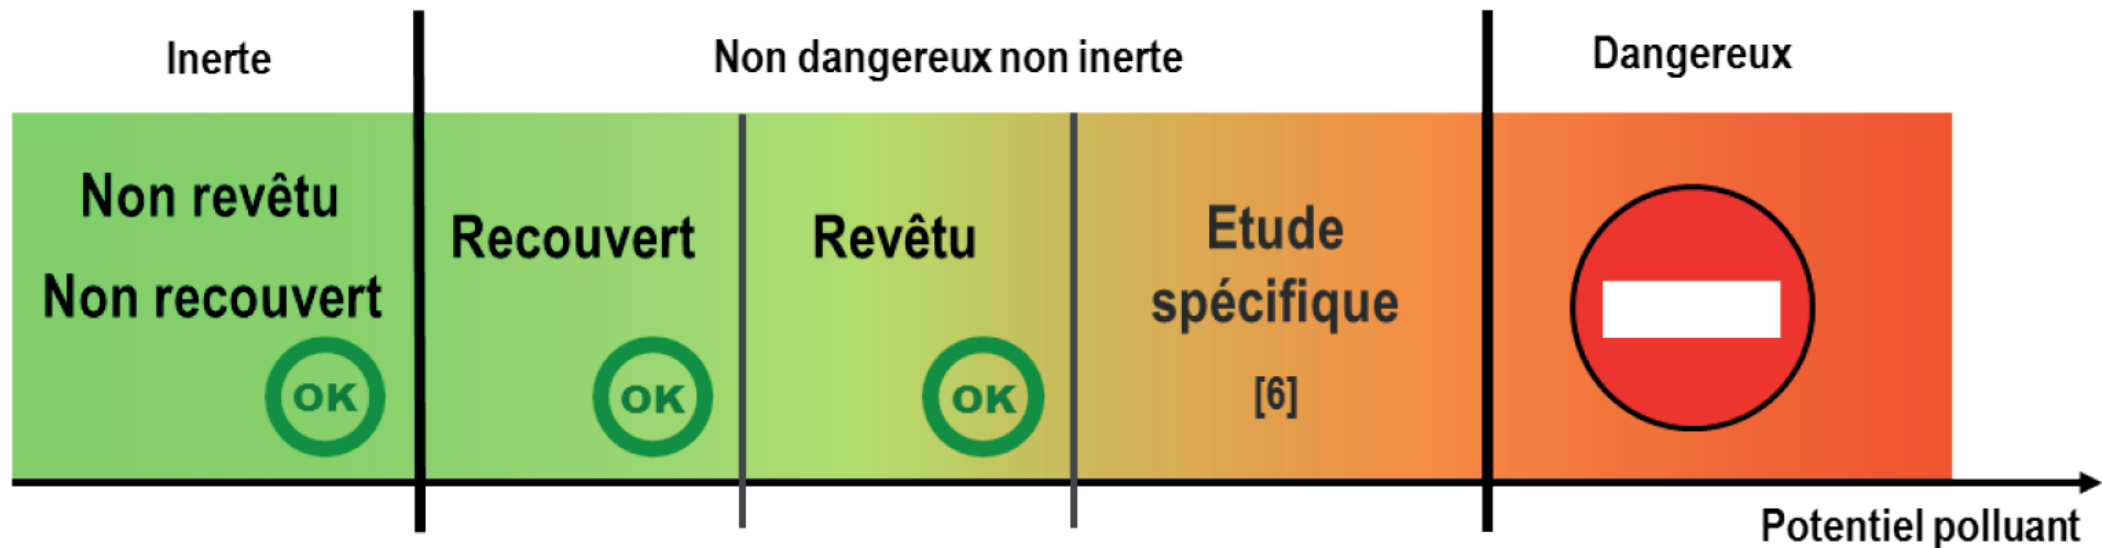 Inerte
Non dangereux non inerte
Dangereux
Non revêtu
Non recouvert
OK
Recouvert
OK
Revêtu
OK
Etude
spécifique
[6]
Potentiel polluant